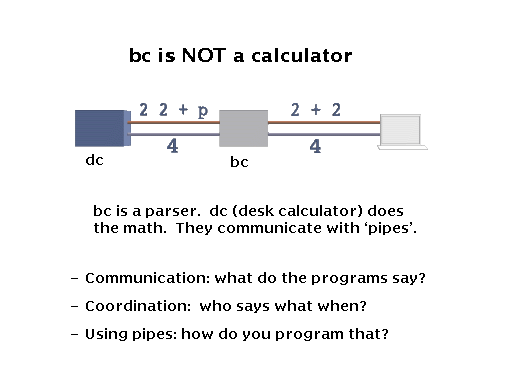 bc is NOT a calculator
2 2 + p
2 + 2
4
4
dc
bc
bc is a parser.  dc (desk calculator) does
the math.  They communicate with ‘pipes’.
– Communication: what do the programs say?
– Coordination:  who says what when?
– Using pipes: how do you program that?